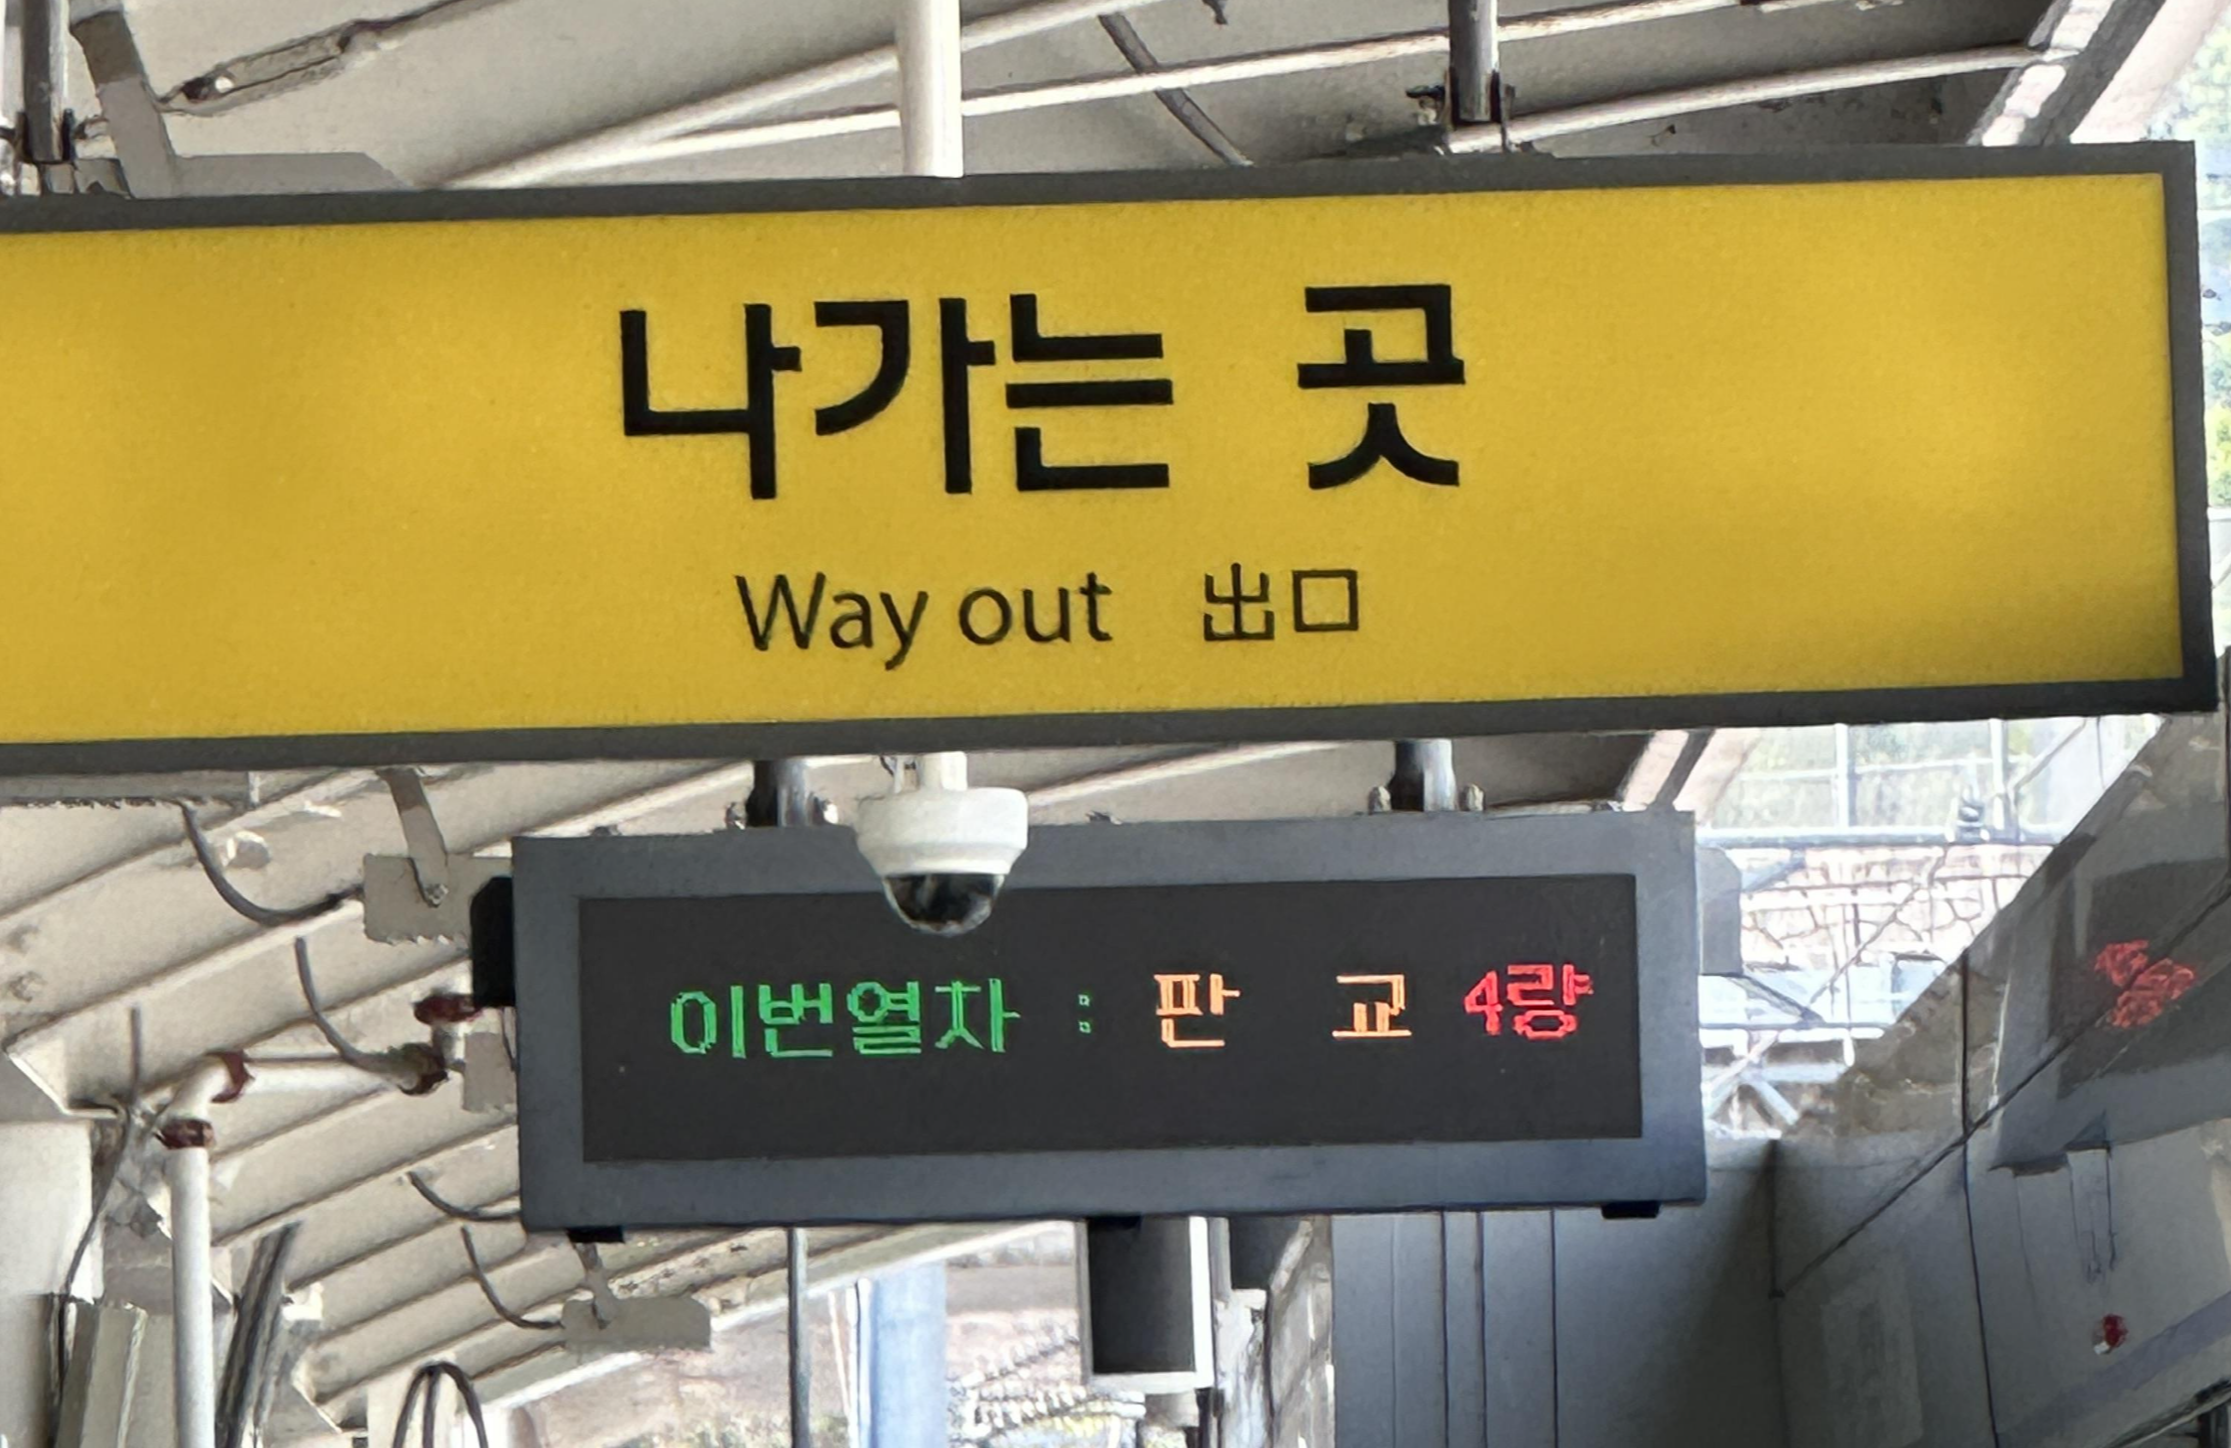 나가는 곳
Way out 出口
이번열차 : 판 교 4량